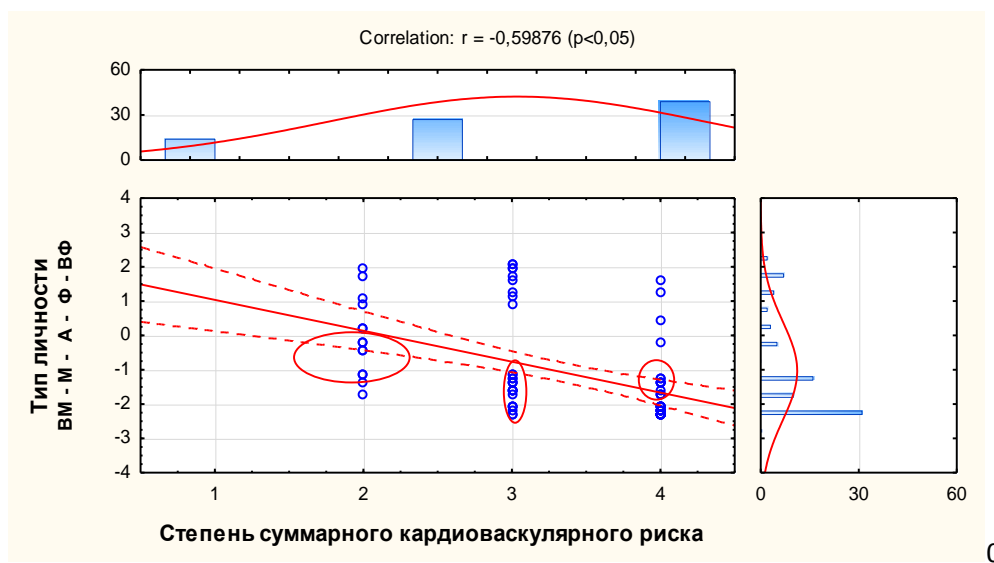 Correlation: r = -0,59876 (p<0,05)
60
30
0
4
3
2
1
0
-1
-2
-3
-4
Тип личности
ВМ - М - А - Ф - ВФ
1 2 3 4
0 30 60
Степень суммарного кардиоваскулярного риска